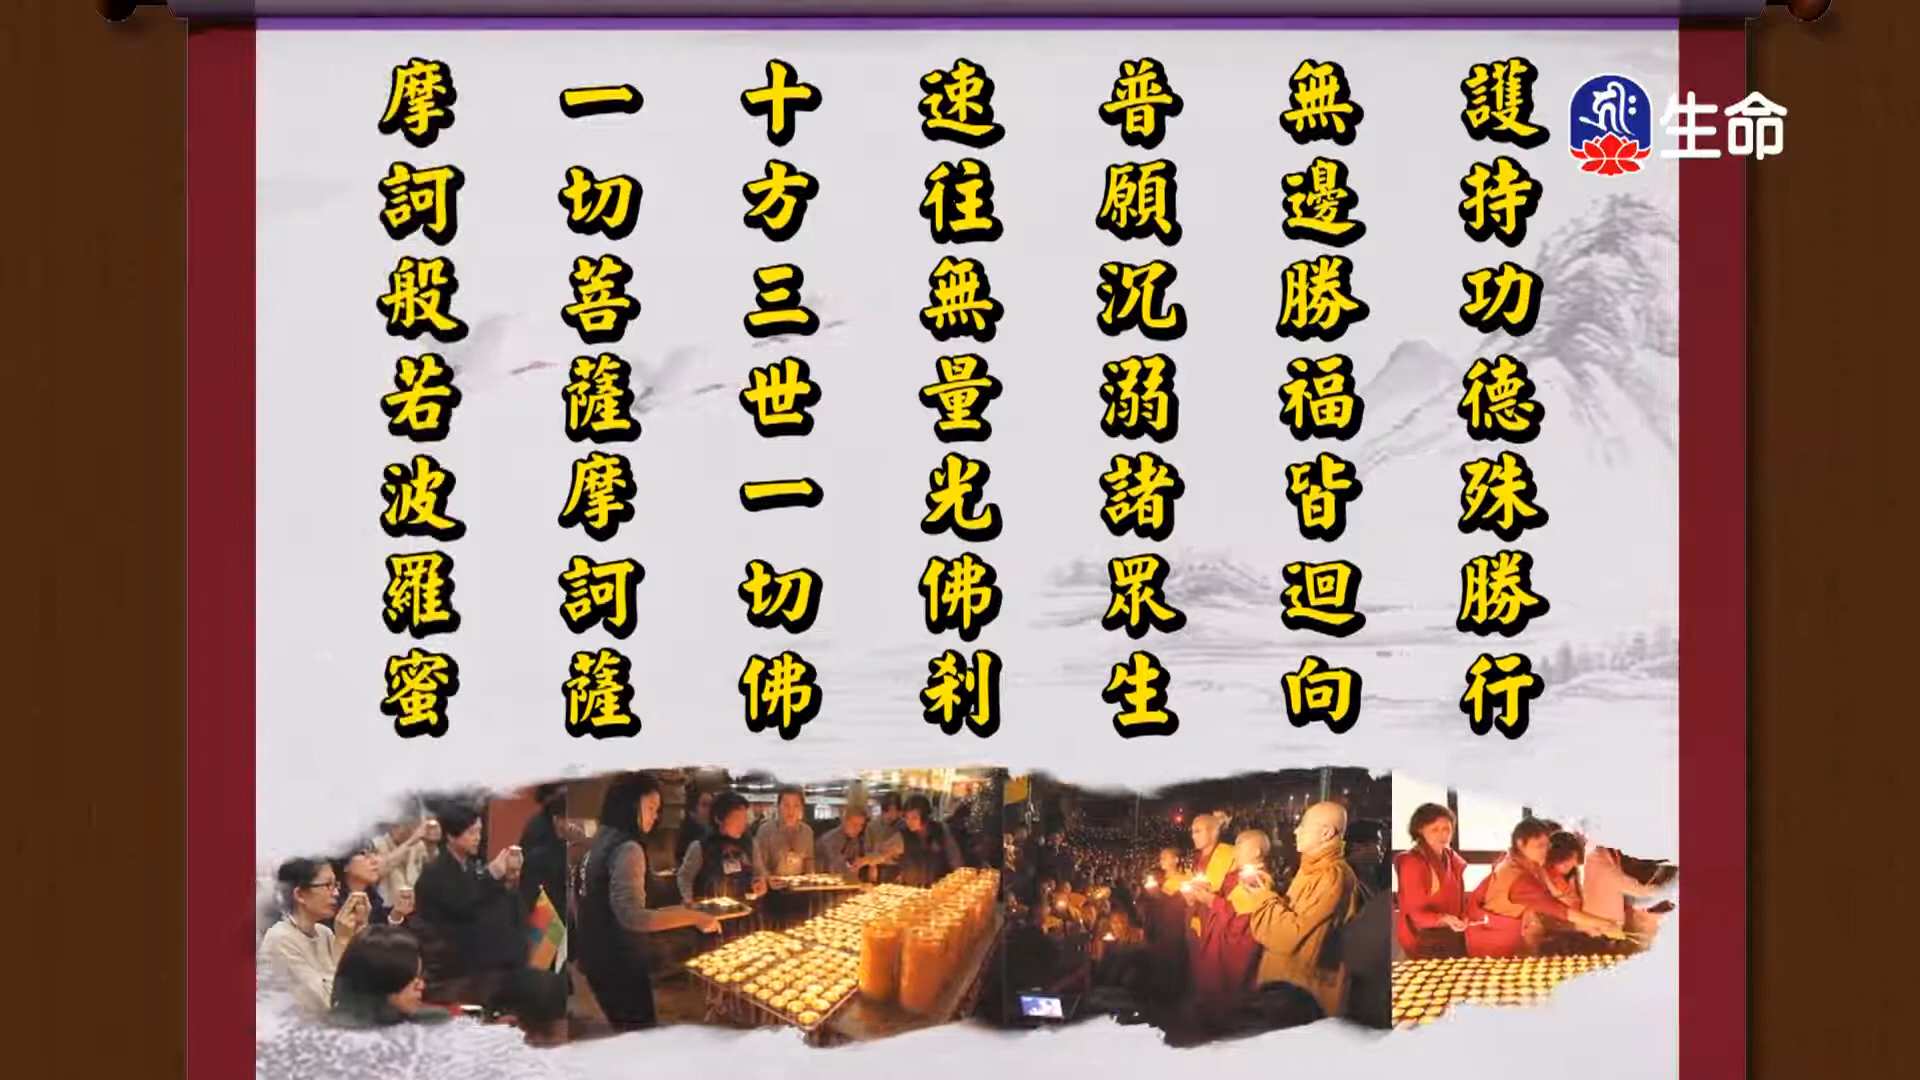 護持功德殊勝行
無邊勝福皆迴向
普願沉溺諸眾生
速往無量光佛剎
十方三世一切佛
一切菩薩摩訶薩
摩訶般若波羅蜜
生命